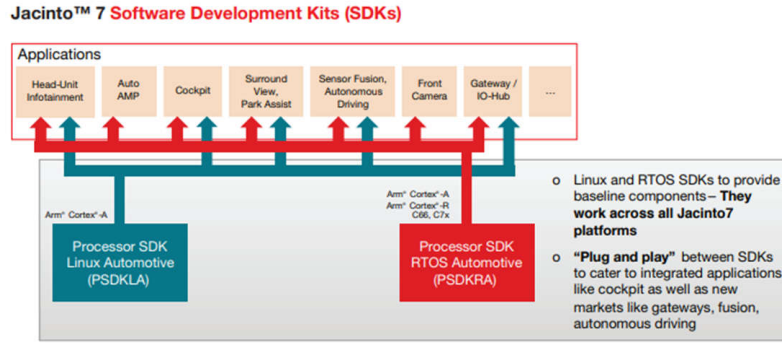 Jacinto™ 7 Software Development Kits (SDKs)
Applications
Head-Unit
Infotainment
Auto
AMP
Cockpit
Surround
View,
Park Assist
Sensor Fusion,
Autonomous
Driving
Front
Camera
Gateway /
IO-Hub
...
Arm® Cortex®-A
Processor SDK
Linux Automotive
(PSDKLA)
Arm® Cortex®-A
Arm® Cortex®-R
C66, C7x
Processor SDK
RTOS Automotive
(PSDKRA)
o Linux and RTOS SDKs to provide
baseline components – They
work across all Jacinto7
platforms
o “Plug and play” between SDKs
to cater to integrated applications
like cockpit as well as new
markets like gateways, fusion,
autonomous driving